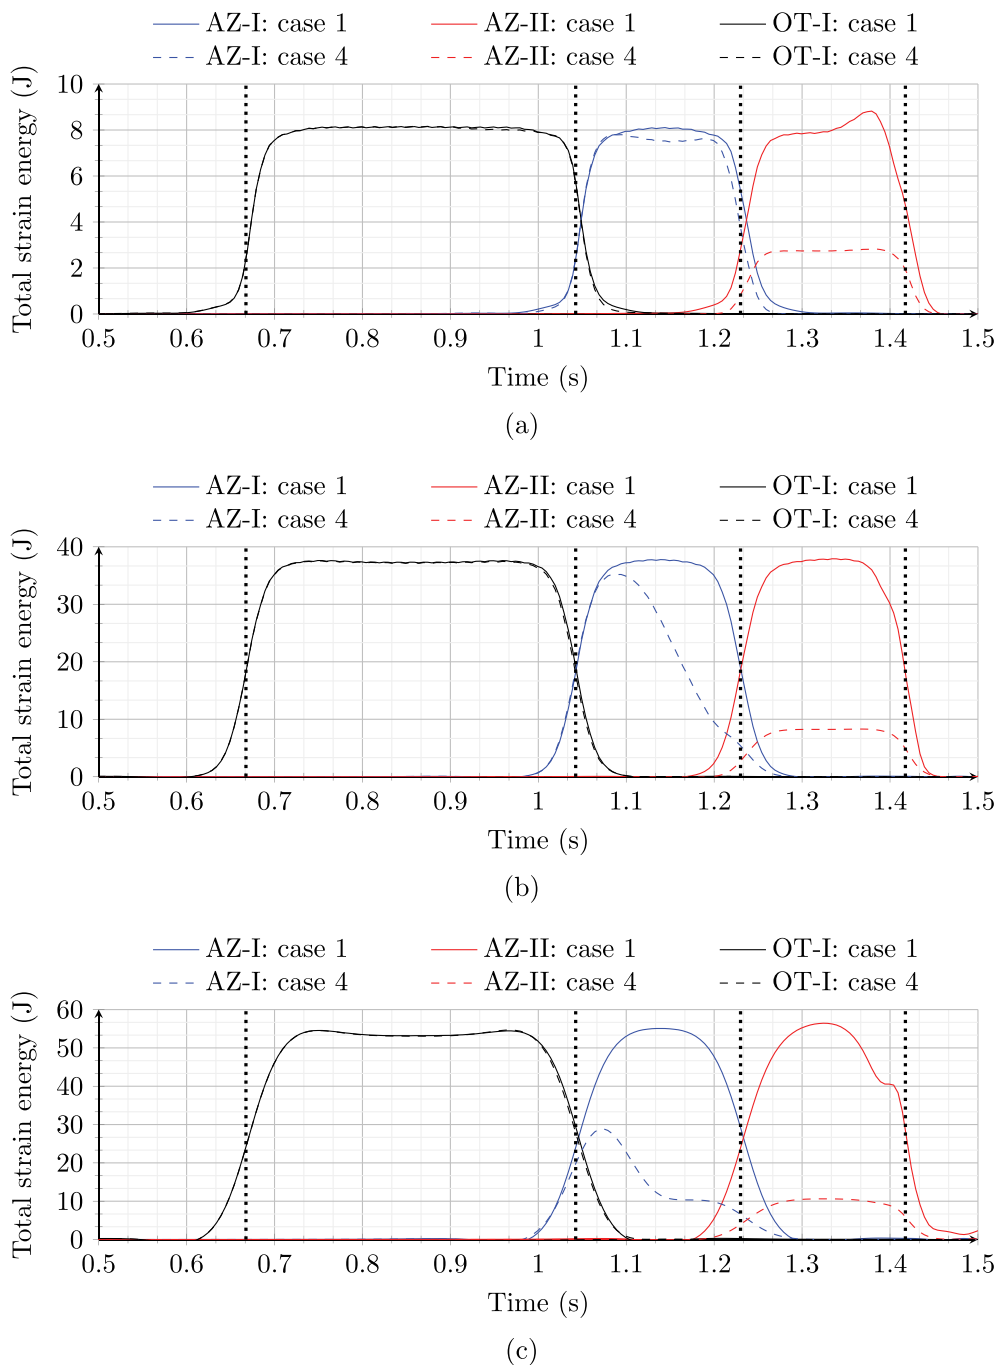 AZ-I: case 1 AZ-II: case 1 OT-I: case 1
AZ-I: case 4 AZ-II: case 4 OT-I: case 4
Total strain energy (J)
10
8
6
4
2
0
0.5 0.6 0.7 0.8 0.9 1 1.1 1.2 1.3 1.4 1.5
Time (s)
(a)
AZ-I: case 1 AZ-II: case 1 OT-I: case 1
AZ-I: case 4 AZ-II: case 4 OT-I: case 4
Total strain energy (J)
40
30
20
10
0
0.5 0.6 0.7 0.8 0.9 1 1.1 1.2 1.3 1.4 1.5
Time (s)
(b)
AZ-I: case 1 AZ-II: case 1 OT-I: case 1
AZ-I: case 4 AZ-II: case 4 OT-I: case 4
Total strain energy (J)
60
50
40
30
20
10
0
0.5 0.6 0.7 0.8 0.9 1 1.1 1.2 1.3 1.4 1.5
Time (s)
(c)